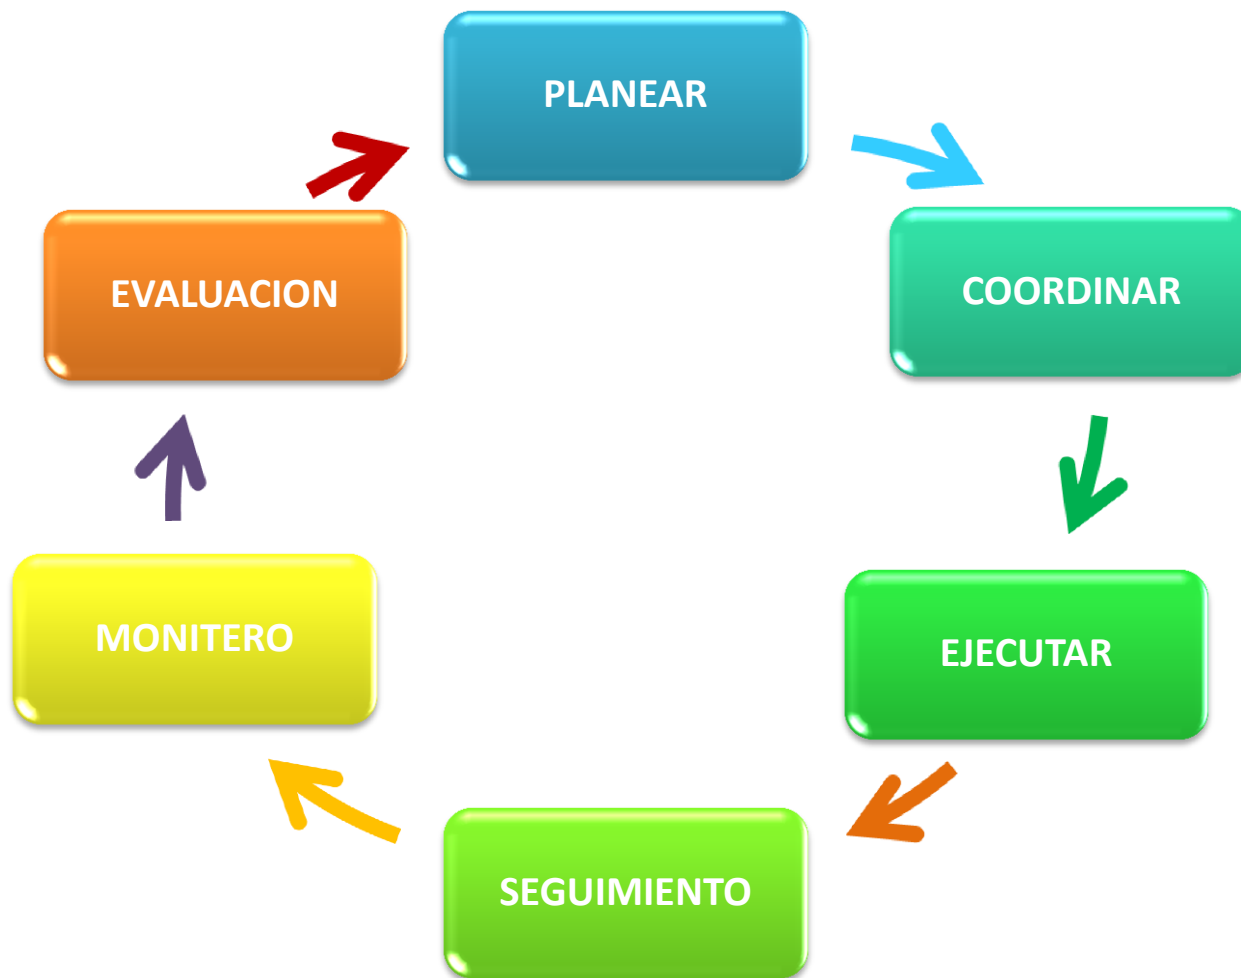 PLANEAR
COORDINAR
EJECUTAR
SEGUIMIENTO
MONITERO
EVALUACION